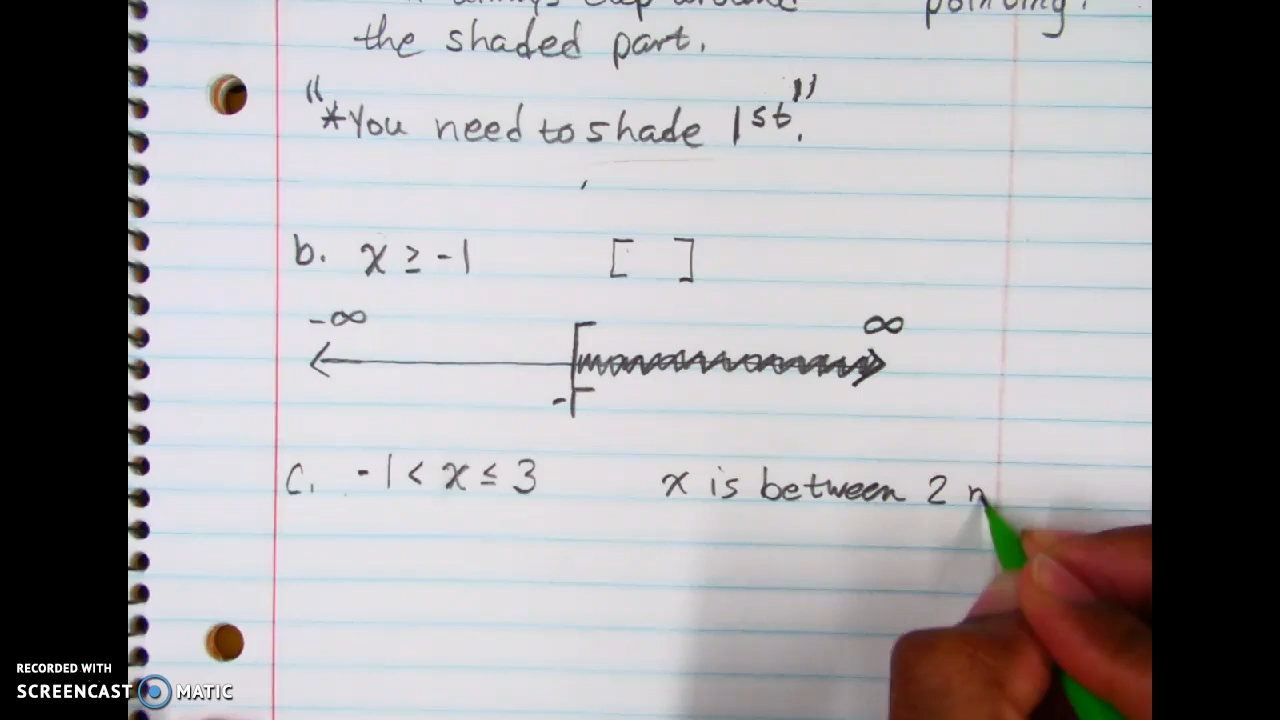 pointing.
the shaded part.
"*You need to shade 1st."
b. x ≥ -1 [ ]
-∞ ∞
-1
c. -1 < x ≤ 3 x is between 2 n
RECORDED WITH
SCREENCAST MATIC